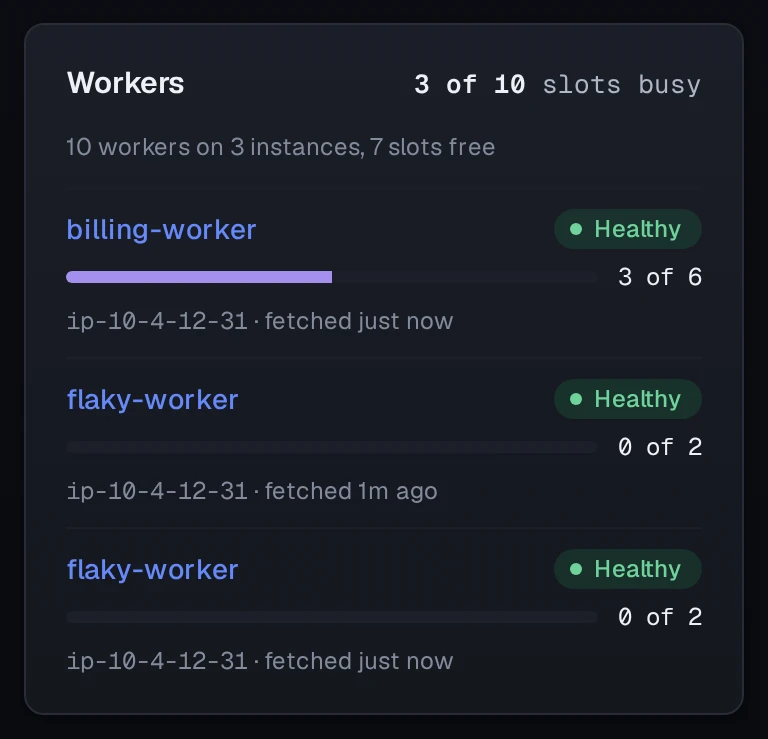 Workers
3 of 10 slots busy
10 workers on 3 instances, 7 slots free
billing-worker
Healthy
3 of 6
ip-10-4-12-31 · fetched just now
flaky-worker
Healthy
0 of 2
ip-10-4-12-31 · fetched 1m ago
flaky-worker
Healthy
0 of 2
ip-10-4-12-31 · fetched just now